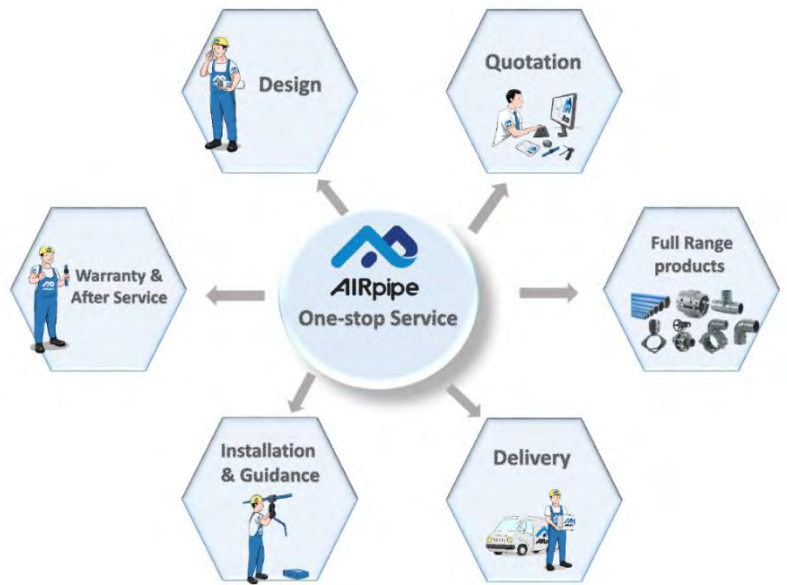 Design
Quotation
Warranty &
After Service
AIRpipe
One-stop Service
Full Range
products
Installation
& Guidance
Delivery